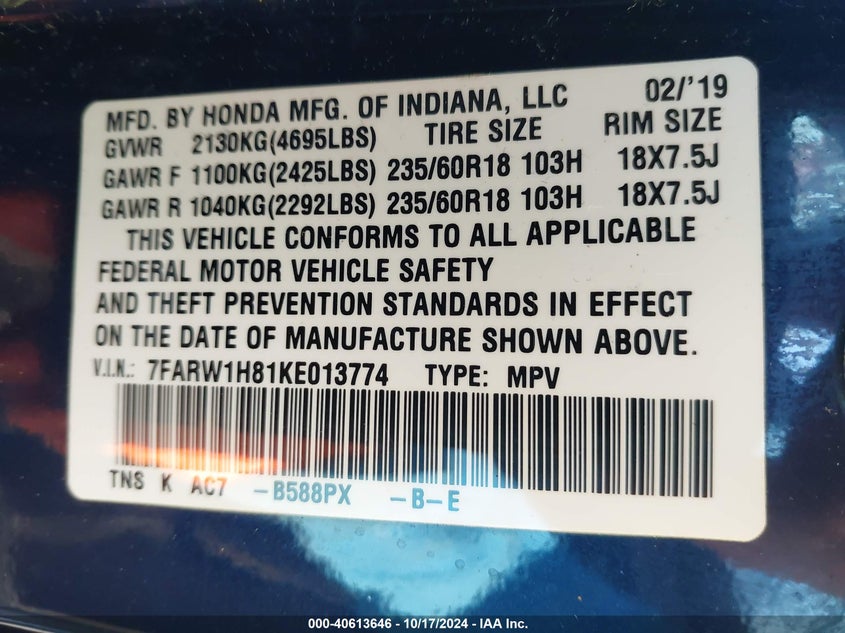 MFD. BY HONDA MFG. OF INDIANA, LLC 02/'19
GVWR 2130KG(4695LBS) TIRE SIZE RIM SIZE
GAWR F 1100KG(2425LBS) 235/60R18 103H 18X7.5J
GAWR R 1040KG(2292LBS) 235/60R18 103H 18X7.5J
THIS VEHICLE CONFORMS TO ALL APPLICABLE
FEDERAL MOTOR VEHICLE SAFETY
AND THEFT PREVENTION STANDARDS IN EFFECT
ON THE DATE OF MANUFACTURE SHOWN ABOVE.
V.I.N.: 7FARW1H81KE013774 TYPE: MPV
TNS K AC7 -B588PX -B-E
000-40613646 - 10/17/2024 - IAA Inc.